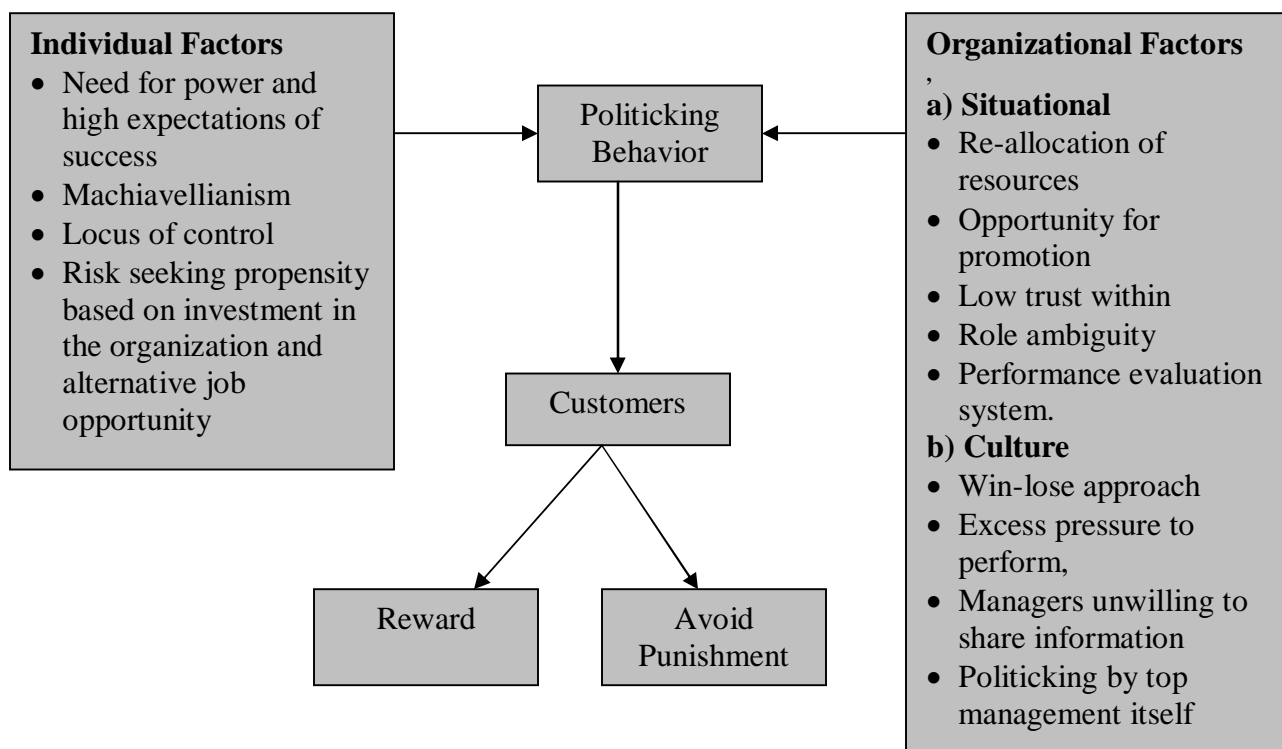 Individual Factors
• Need for power and
high expectations of
success
• Machiavellianism
• Locus of control
• Risk seeking propensity
based on investment in
the organization and
alternative job
opportunity
Politicking
Behavior
Customers
Reward
Avoid
Punishment
Organizational Factors
,
a) Situational
• Re-allocation of
resources
• Opportunity for
promotion
• Low trust within
• Role ambiguity
• Performance evaluation
system.
b) Culture
• Win-lose approach
• Excess pressure to
perform,
• Managers unwilling to
share information
• Politicking by top
management itself